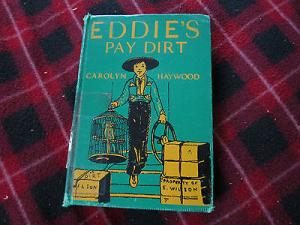 EDDIE'S
PAY DIRT
CAROLYN HAYWOOD
PROPERTY OF
E. WILSON